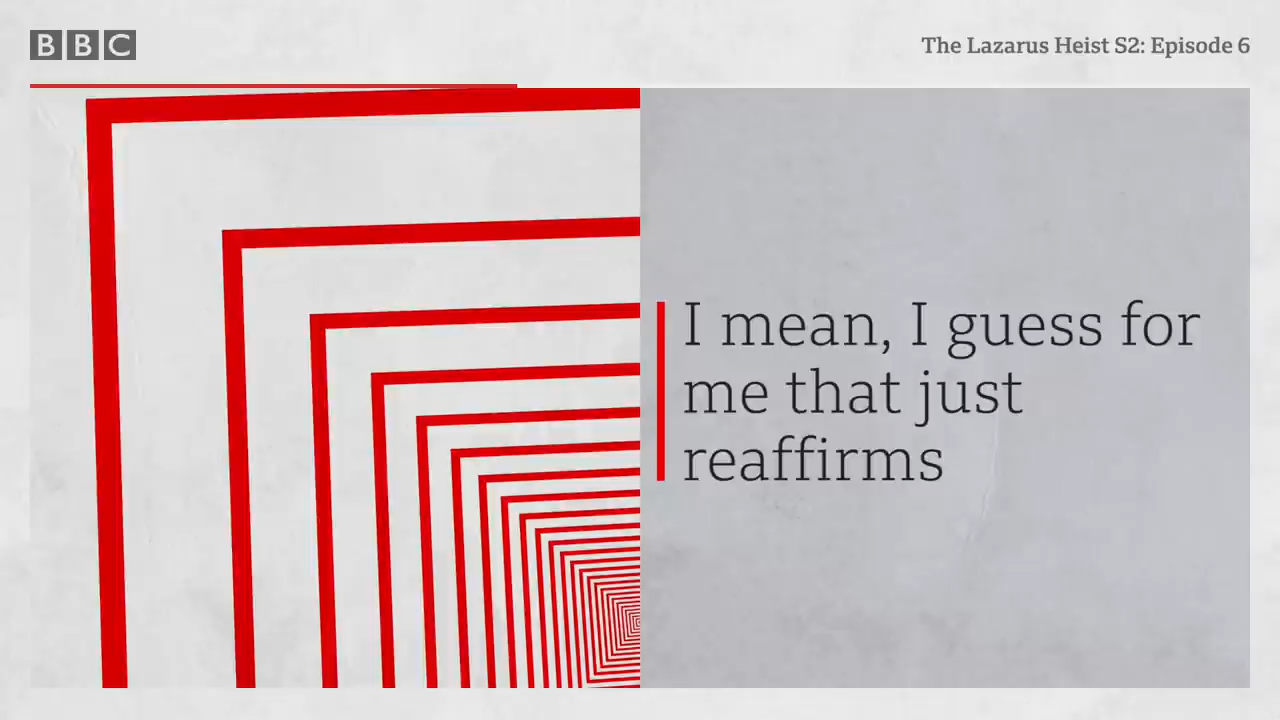 BBC
The Lazarus Heist S2: Episode 6
I mean, I guess for
me that just
reaffirms